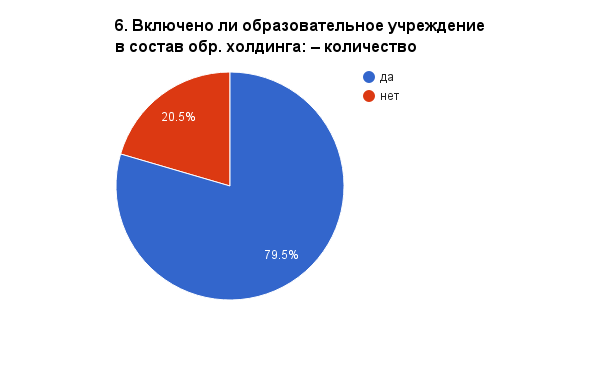 6. Включено ли образовательное учреждение
в состав обр. холдинга: – количество
да
нет
20.5%
79.5%